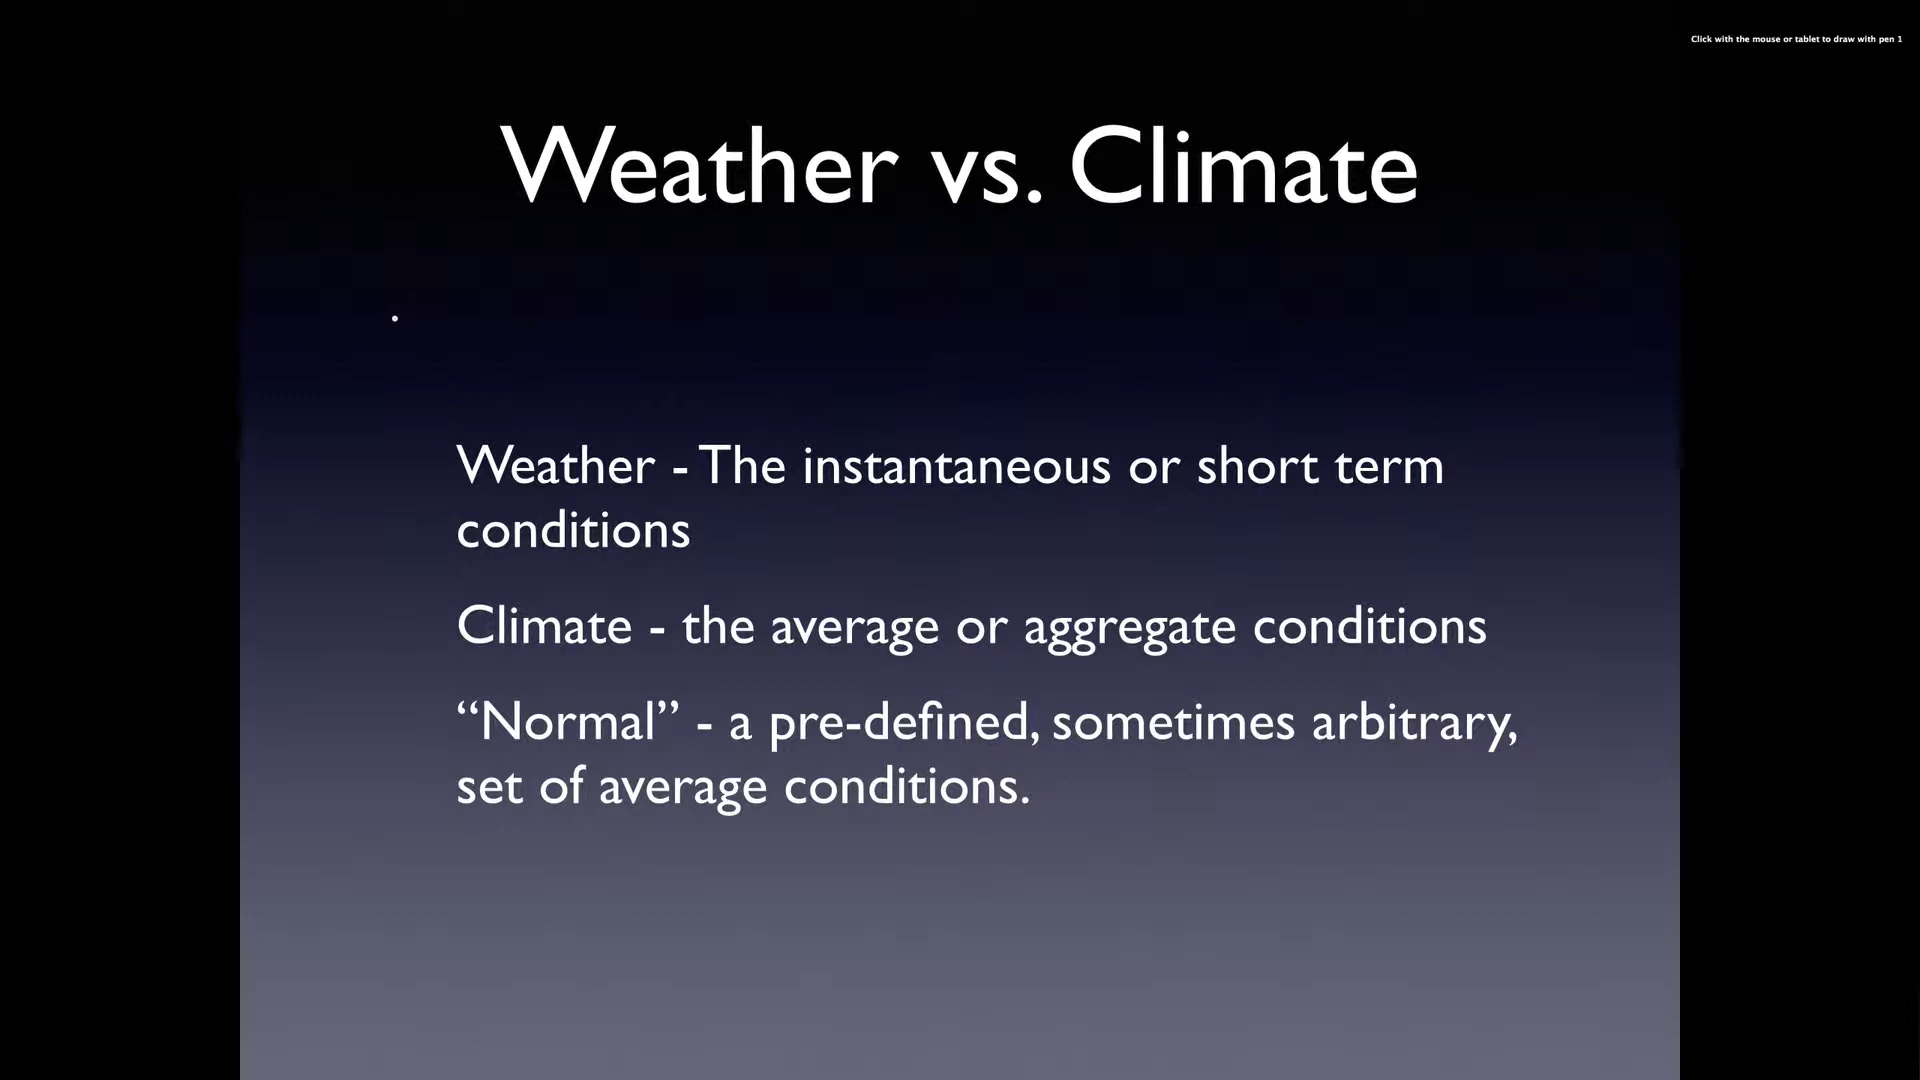 Click with the mouse or tablet to draw with pen 1
Weather vs. Climate
Weather - The instantaneous or short term
conditions
Climate - the average or aggregate conditions
“Normal” - a pre-defined, sometimes arbitrary,
set of average conditions.